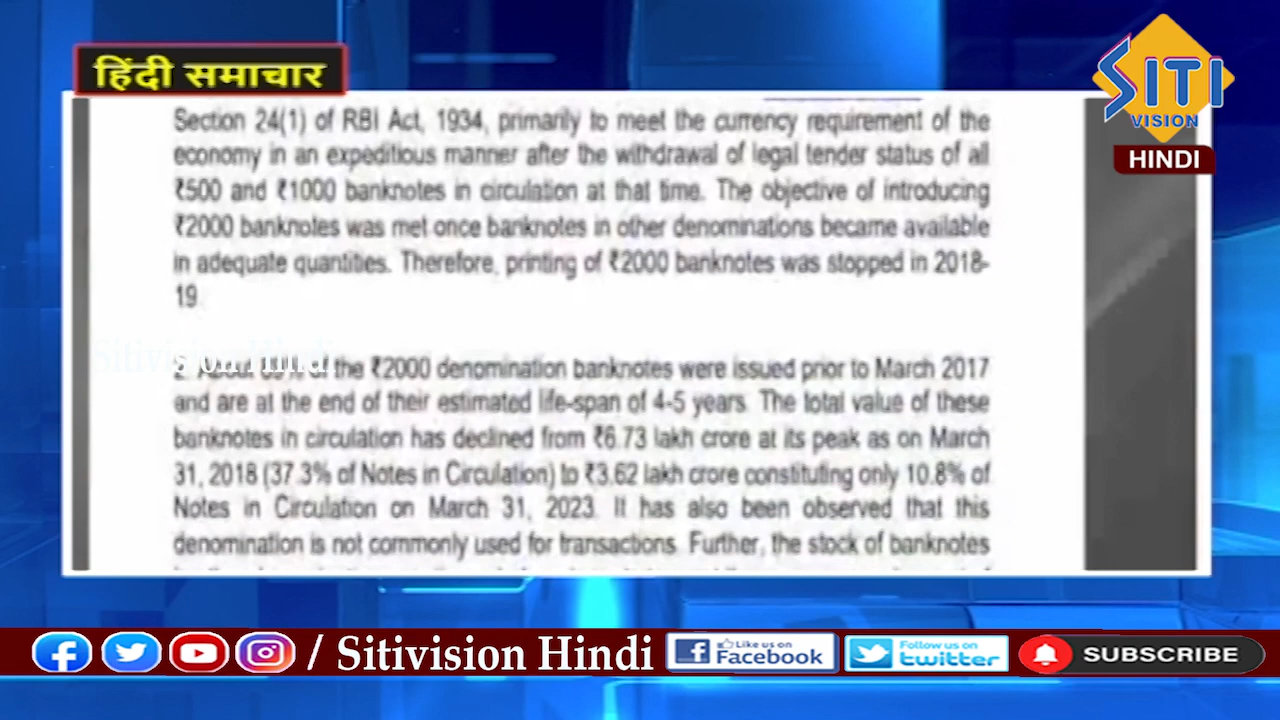 हिंदी समाचार
SITI
VISION
HINDI
Section 24(1) of RBI Act, 1934, primarily to meet the currency requirement of the
economy in an expeditious manner after the withdrawal of legal tender status of all
₹500 and ₹1000 banknotes in circulation at that time. The objective of introducing
₹2000 banknotes was met once banknotes in other denominations became available
in adequate quantities. Therefore, printing of ₹2000 banknotes was stopped in 2018-
19.
Sitivision Hindi
2. About 89% of the ₹2000 denomination banknotes were issued prior to March 2017
and are at the end of their estimated life-span of 4-5 years. The total value of these
banknotes in circulation has declined from ₹6.73 lakh crore at its peak as on March
31, 2018 (37.3% of Notes in Circulation) to ₹3.62 lakh crore constituting only 10.8% of
Notes in Circulation on March 31, 2023. It has also been observed that this
denomination is not commonly used for transactions. Further, the stock of banknotes
/ Sitivision Hindi
Like us on
Facebook
Follow us on
twitter
SUBSCRIBE